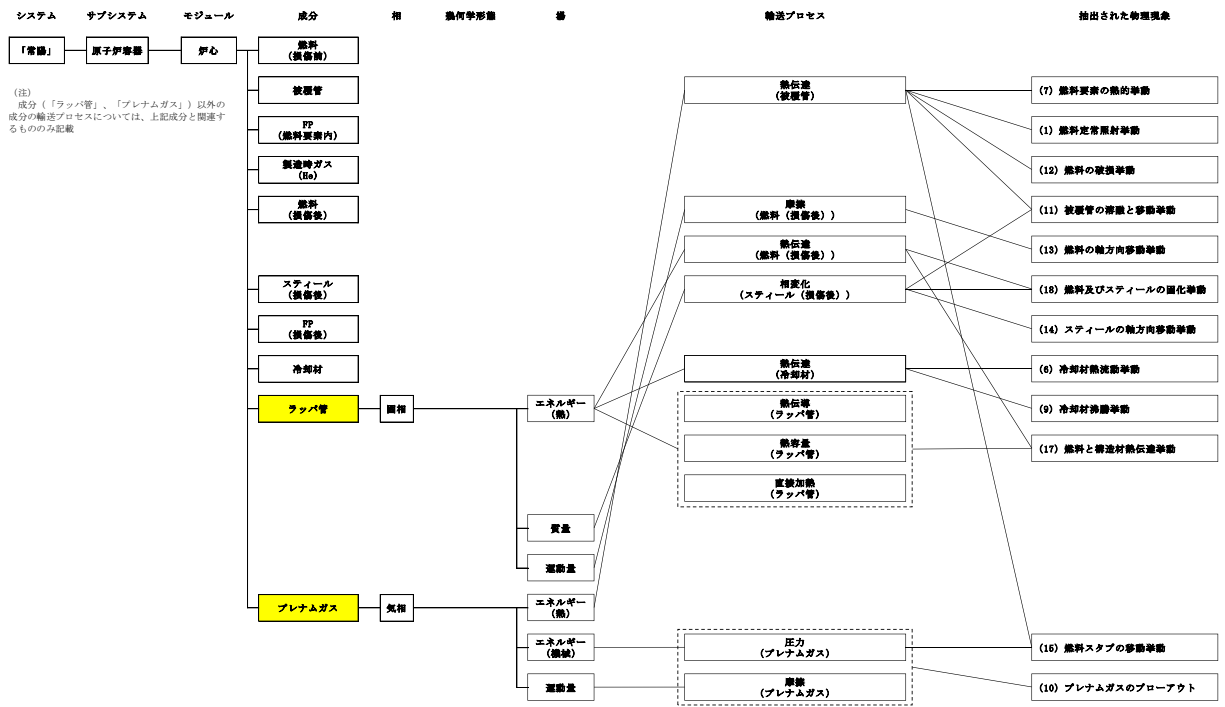 システム サブシステム モジュール 成分 相 幾何学形態 場 輸送プロセス 抽出された物理現象
「常陽」 原子炉容器 炉心
燃料
(損傷前)
被覆管
FP
(燃料要素内)
製造時ガス
(He)
燃料
(損傷後)
スティール
(損傷後)
FP
(損傷後)
冷却材
ラッパ管
プレナムガス
(注)
成分(「ラッパ管」、「プレナムガス」)以外の
成分の輸送プロセスについては、上記成分と関連す
るもののみ記載
固相
気相
エネルギー
(熱)
質量
運動量
エネルギー
(熱)
エネルギー
(機械)
運動量
熱伝達
(被覆管)
摩擦
(燃料(損傷後))
熱伝達
(燃料(損傷後))
相変化
(スティール(損傷後))
熱伝達
(冷却材)
熱伝導
(ラッパ管)
熱容量
(ラッパ管)
直接加熱
(ラッパ管)
圧力
(プレナムガス)
摩擦
(プレナムガス)
(7) 燃料要素の熱的挙動
(1) 燃料定常照射挙動
(12) 燃料の破損挙動
(11) 被覆管の溶融と移動挙動
(13) 燃料の軸方向移動挙動
(18) 燃料及びスティールの固化挙動
(14) スティールの軸方向移動挙動
(6) 冷却材熱流動挙動
(9) 冷却材沸騰挙動
(17) 燃料と構造材熱伝達挙動
(15) 燃料スタブの移動挙動
(10) プレナムガスのブローアウト